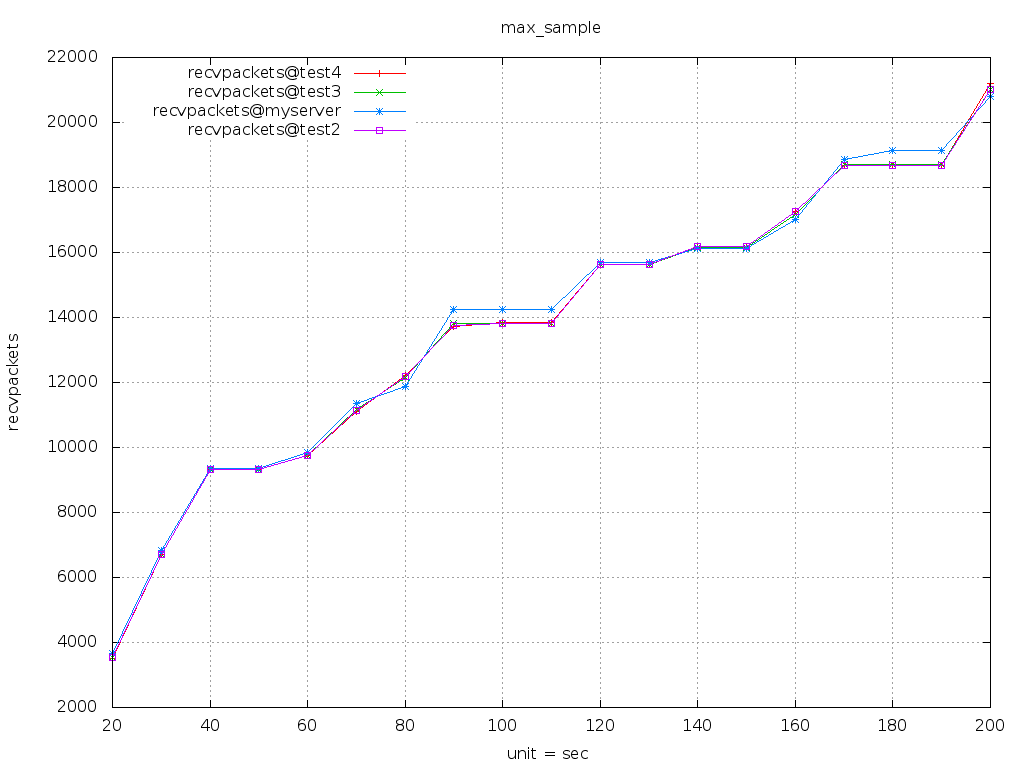 max_sample
22000
20000
18000
16000
14000
12000
10000
8000
6000
4000
2000
recvpackets
recvpackets@test4
recvpackets@test3
recvpackets@myserver
recvpackets@test2
20 40 60 80 100 120 140 160 180 200
unit = sec